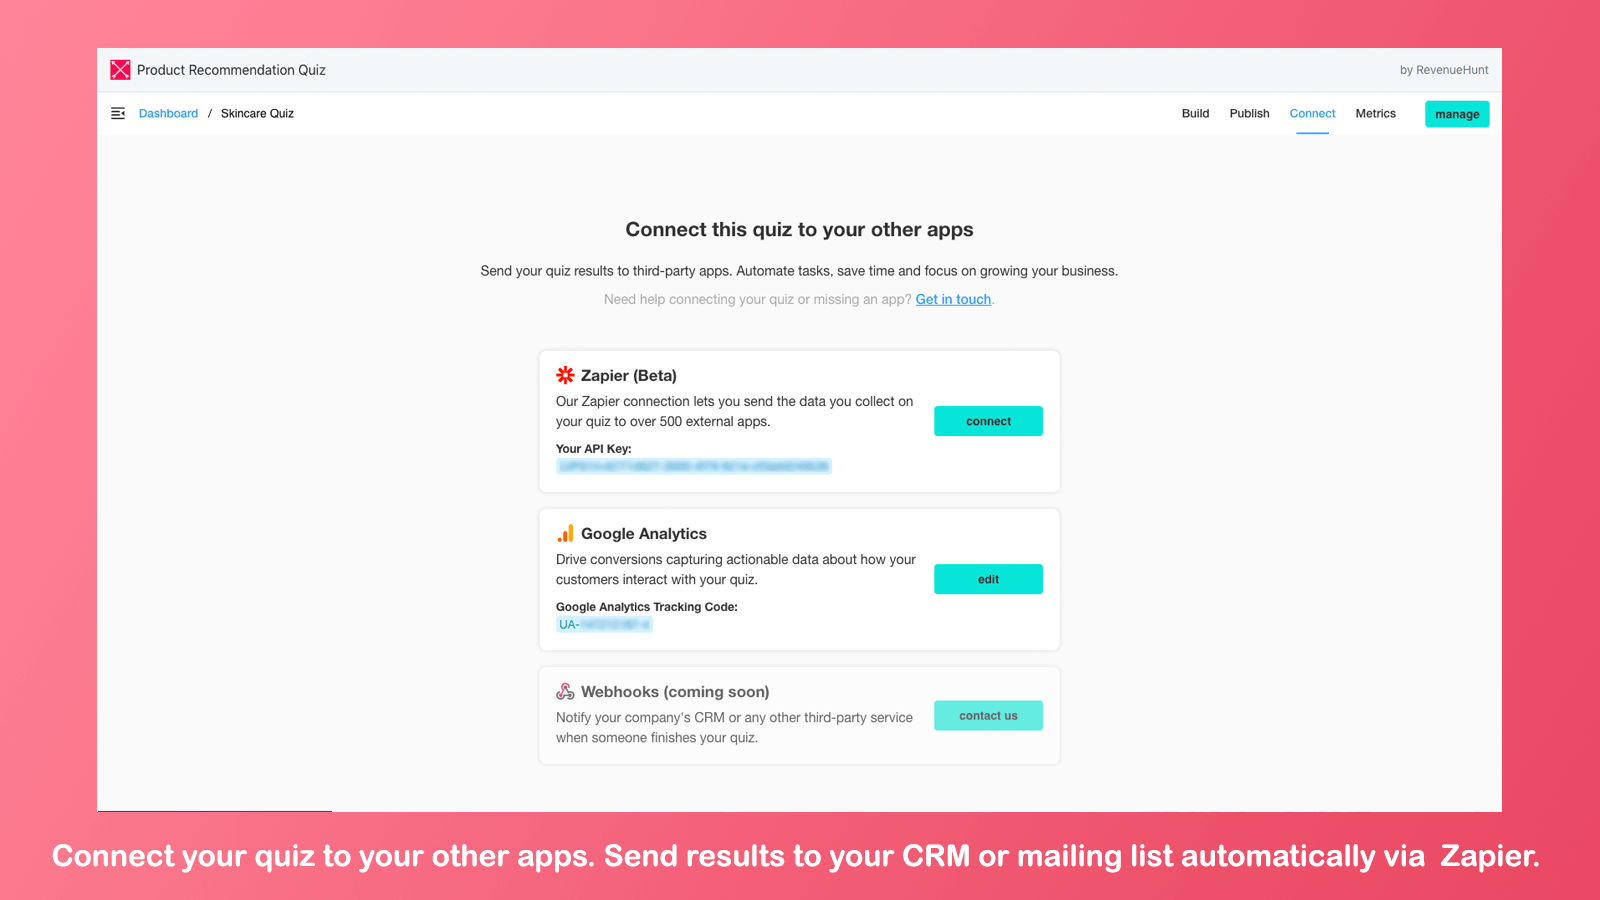 Product Recommendation Quiz
by RevenueHunt
Dashboard / Skincare Quiz
Build
Publish
Connect
Metrics
manage
Connect this quiz to your other apps
Send your quiz results to third-party apps. Automate tasks, save time and focus on growing your business.
Need help connecting your quiz or missing an app? Get in touch.
Zapier (Beta)
Our Zapier connection lets you send the data you collect on
your quiz to over 500 external apps.
connect
Your API Key:
Google Analytics
Drive conversions capturing actionable data about how your
customers interact with your quiz.
edit
Google Analytics Tracking Code:
UA-
Webhooks (coming soon)
Notify your company's CRM or any other third-party service
when someone finishes your quiz.
contact us
Connect your quiz to your other apps. Send results to your CRM or mailing list automatically via Zapier.